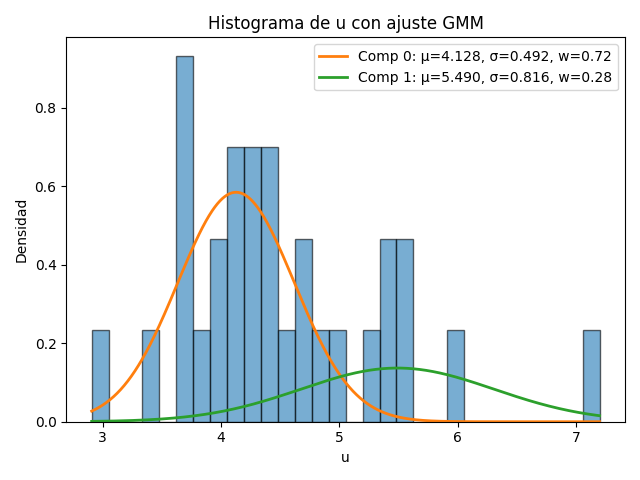 Histograma de u con ajuste GMM
Comp 0: μ=4.128, σ=0.492, w=0.72
Comp 1: μ=5.490, σ=0.816, w=0.28
Densidad
0.8
0.6
0.4
0.2
0.0
3 4 5 6 7
u